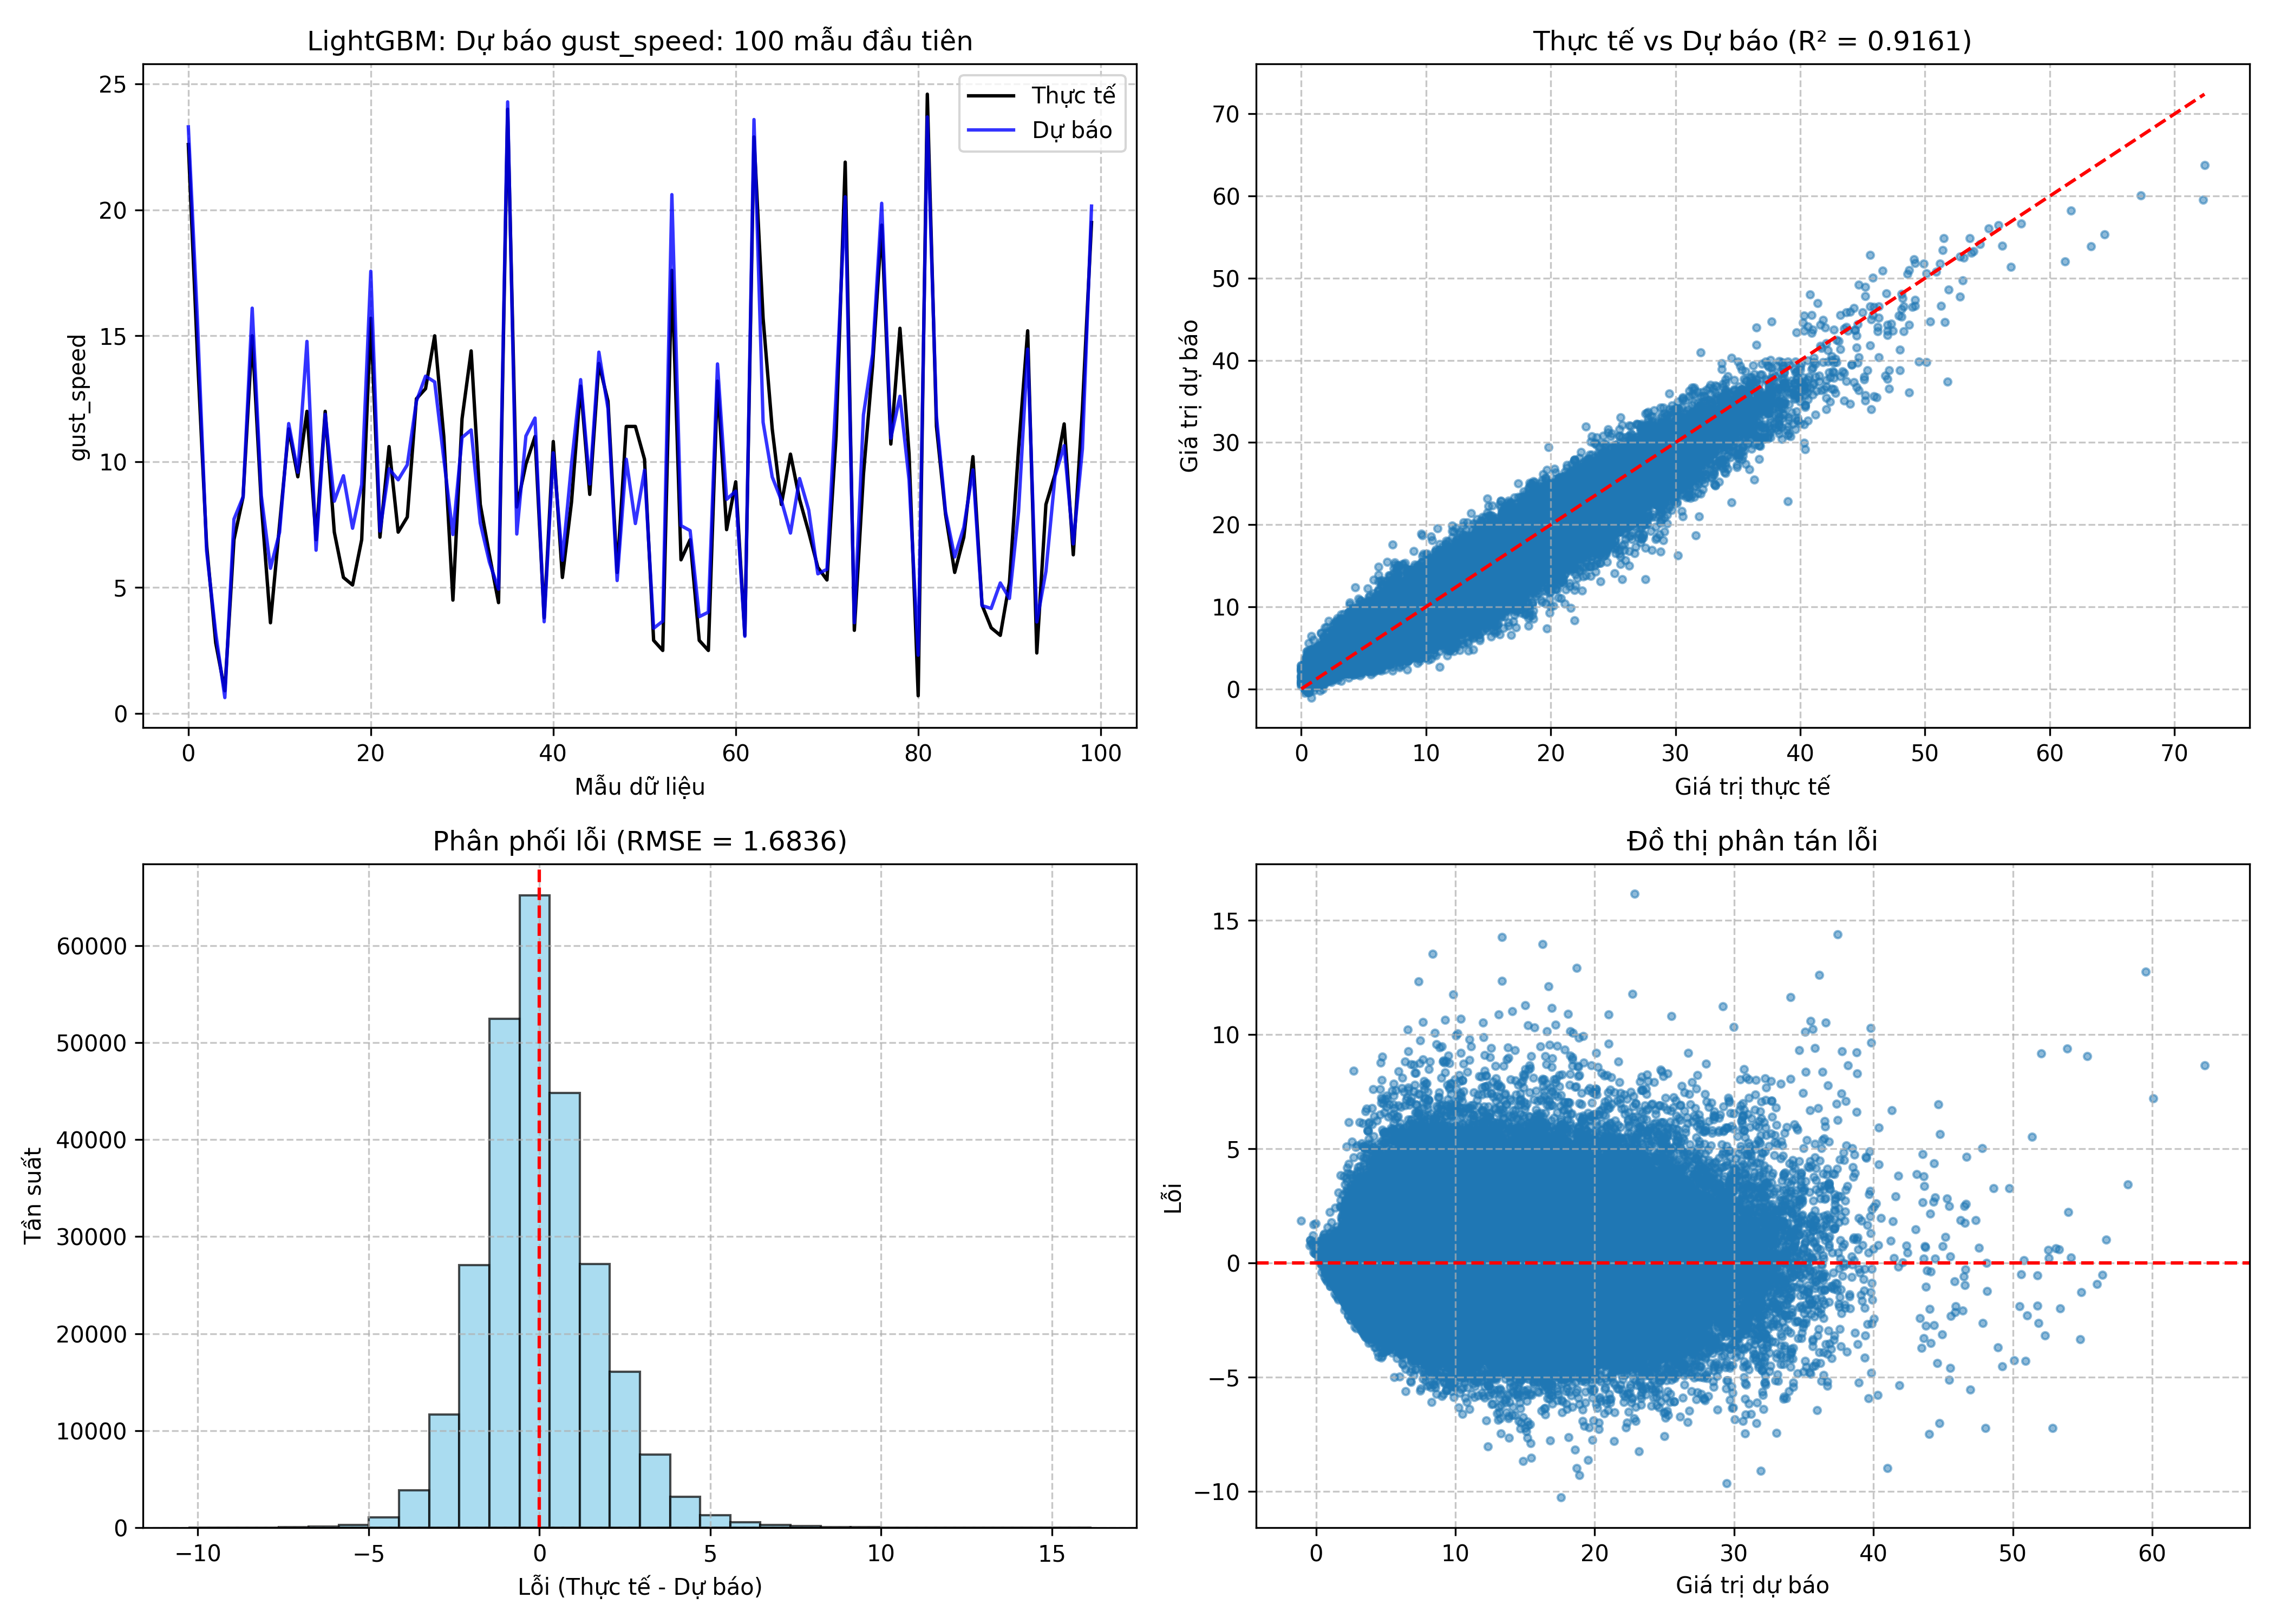 LightGBM: Dự báo gust_speed: 100 mẫu đầu tiên
Thực tế
Dự báo
gust_speed
25
20
15
10
5
0
0 20 40 60 80 100
Mẫu dữ liệu
Thực tế vs Dự báo (R² = 0.9161)
Giá trị dự báo
70
60
50
40
30
20
10
0
0 10 20 30 40 50 60 70
Giá trị thực tế
Phân phối lỗi (RMSE = 1.6836)
Tần suất
60000
50000
40000
30000
20000
10000
0
−10 −5 0 5 10 15
Lỗi (Thực tế - Dự báo)
Đồ thị phân tán lỗi
Lỗi
15
10
5
0
−5
−10
0 10 20 30 40 50 60
Giá trị dự báo